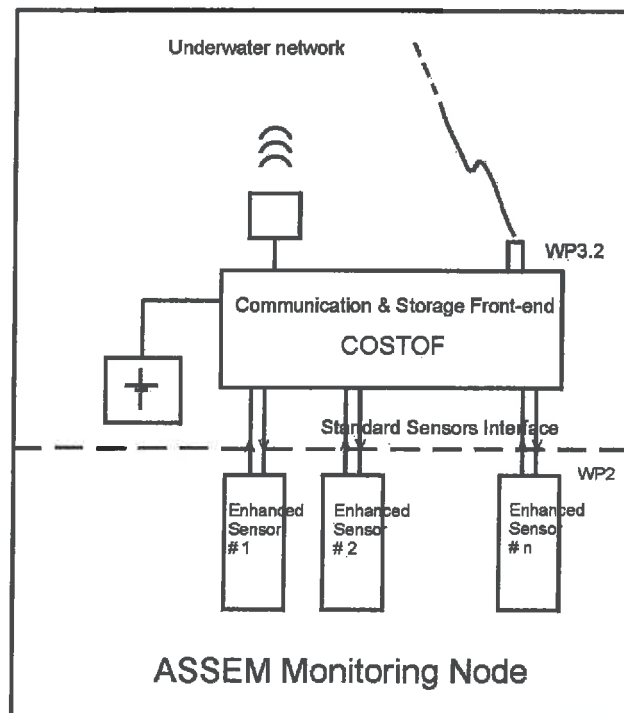 Underwater network
WP3.2
Communication & Storage Front-end
COSTOF
Standard Sensors Interface
WP2
Enhanced
Sensor
# 1
Enhanced
Sensor
# 2
Enhanced
Sensor
# n
ASSEM Monitoring Node